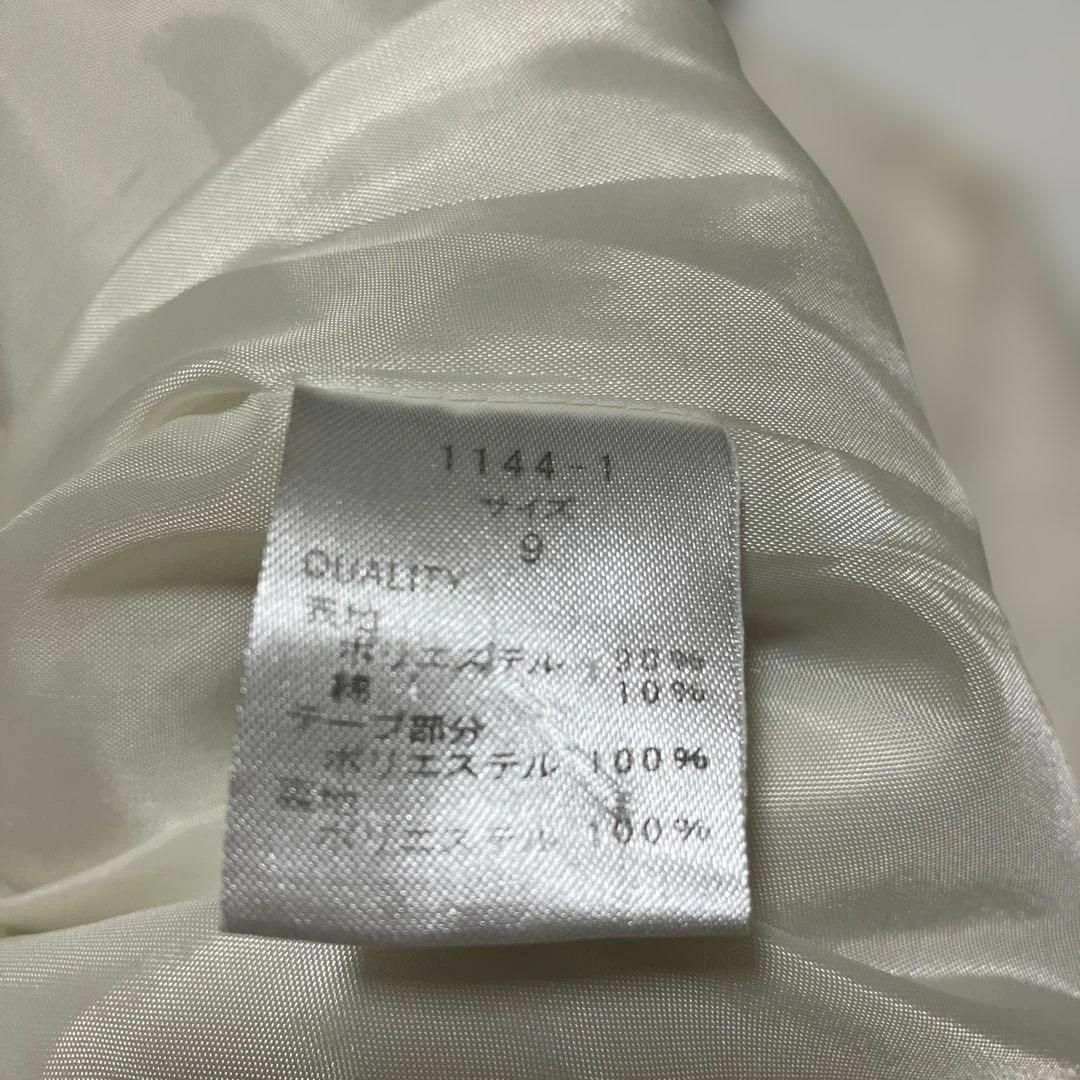 1144-1
サイズ
9
QUALITY
表地
ポリエステル 90%
綿 10%
テープ部分
ポリエステル 100%
裏地
ポリエステル 100%